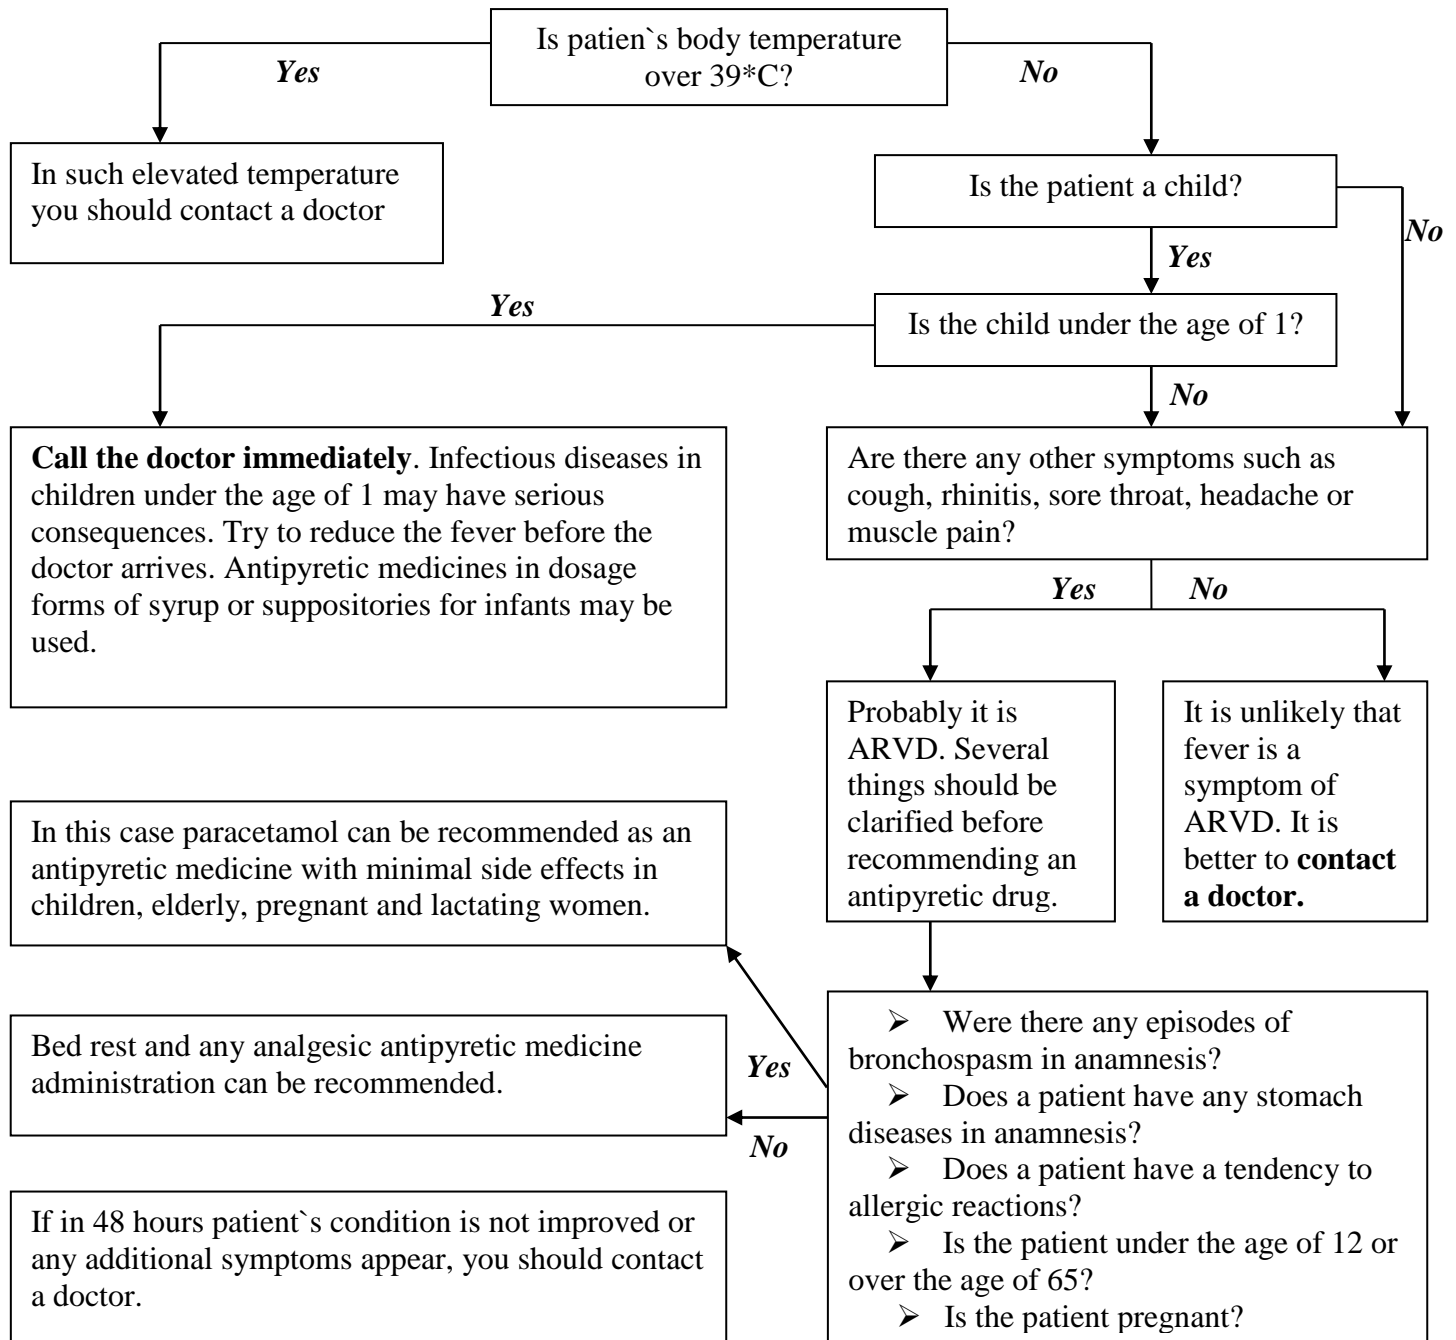 Is patien`s body temperature
over 39*C?
Yes
No
In such elevated temperature
you should contact a doctor
Is the patient a child?
No
Yes
Is the child under the age of 1?
Yes
No
Call the doctor immediately. Infectious diseases in
children under the age of 1 may have serious
consequences. Try to reduce the fever before the
doctor arrives. Antipyretic medicines in dosage
forms of syrup or suppositories for infants may be
used.
Are there any other symptoms such as
cough, rhinitis, sore throat, headache or
muscle pain?
Yes
No
Probably it is
ARVD. Several
things should be
clarified before
recommending an
antipyretic drug.
It is unlikely that
fever is a
symptom of
ARVD. It is
better to contact
a doctor.
In this case paracetamol can be recommended as an
antipyretic medicine with minimal side effects in
children, elderly, pregnant and lactating women.
Bed rest and any analgesic antipyretic medicine
administration can be recommended.
Yes
No
➢ Were there any episodes of
bronchospasm in anamnesis?
➢ Does a patient have any stomach
diseases in anamnesis?
➢ Does a patient have a tendency to
allergic reactions?
➢ Is the patient under the age of 12 or
over the age of 65?
➢ Is the patient pregnant?
If in 48 hours patient`s condition is not improved or
any additional symptoms appear, you should contact
a doctor.